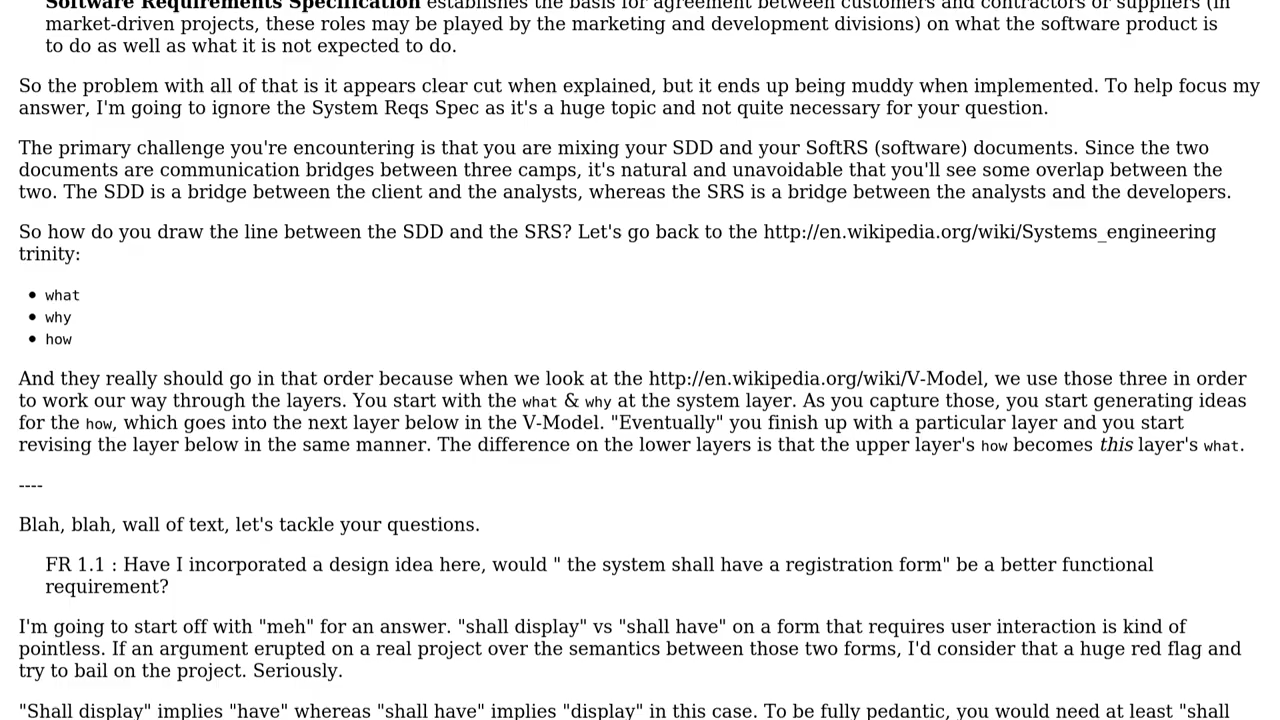 Software Requirements Specification establishes the basis for agreement between customers and contractors or suppliers (in
market-driven projects, these roles may be played by the marketing and development divisions) on what the software product is
to do as well as what it is not expected to do.
So the problem with all of that is it appears clear cut when explained, but it ends up being muddy when implemented. To help focus my
answer, I'm going to ignore the System Reqs Spec as it's a huge topic and not quite necessary for your question.
The primary challenge you're encountering is that you are mixing your SDD and your SoftRS (software) documents. Since the two
documents are communication bridges between three camps, it's natural and unavoidable that you'll see some overlap between the
two. The SDD is a bridge between the client and the analysts, whereas the SRS is a bridge between the analysts and the developers.
So how do you draw the line between the SDD and the SRS? Let's go back to the http://en.wikipedia.org/wiki/Systems_engineering
trinity:
• what
• why
• how
And they really should go in that order because when we look at the http://en.wikipedia.org/wiki/V-Model, we use those three in order
to work our way through the layers. You start with the what & why at the system layer. As you capture those, you start generating ideas
for the how, which goes into the next layer below in the V-Model. "Eventually" you finish up with a particular layer and you start
revising the layer below in the same manner. The difference on the lower layers is that the upper layer's how becomes this layer's what.
----
Blah, blah, wall of text, let's tackle your questions.
FR 1.1 : Have I incorporated a design idea here, would " the system shall have a registration form" be a better functional
requirement?
I'm going to start off with "meh" for an answer. "shall display" vs "shall have" on a form that requires user interaction is kind of
pointless. If an argument erupted on a real project over the semantics between those two forms, I'd consider that a huge red flag and
try to bail on the project. Seriously.
"Shall display" implies "have" whereas "shall have" implies "display" in this case. To be fully pedantic, you would need at least "shall